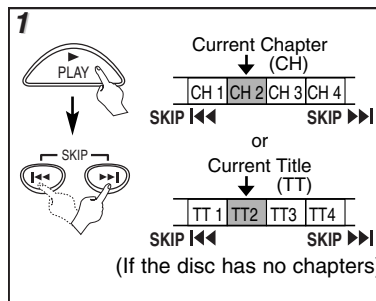 1
PLAY
SKIP
Current Chapter
(CH)
CH 1 CH 2 CH 3 CH 4
SKIP SKIP
or
Current Title
(TT)
TT 1 TT2 TT3 TT4
SKIP SKIP
(If the disc has no chapters)